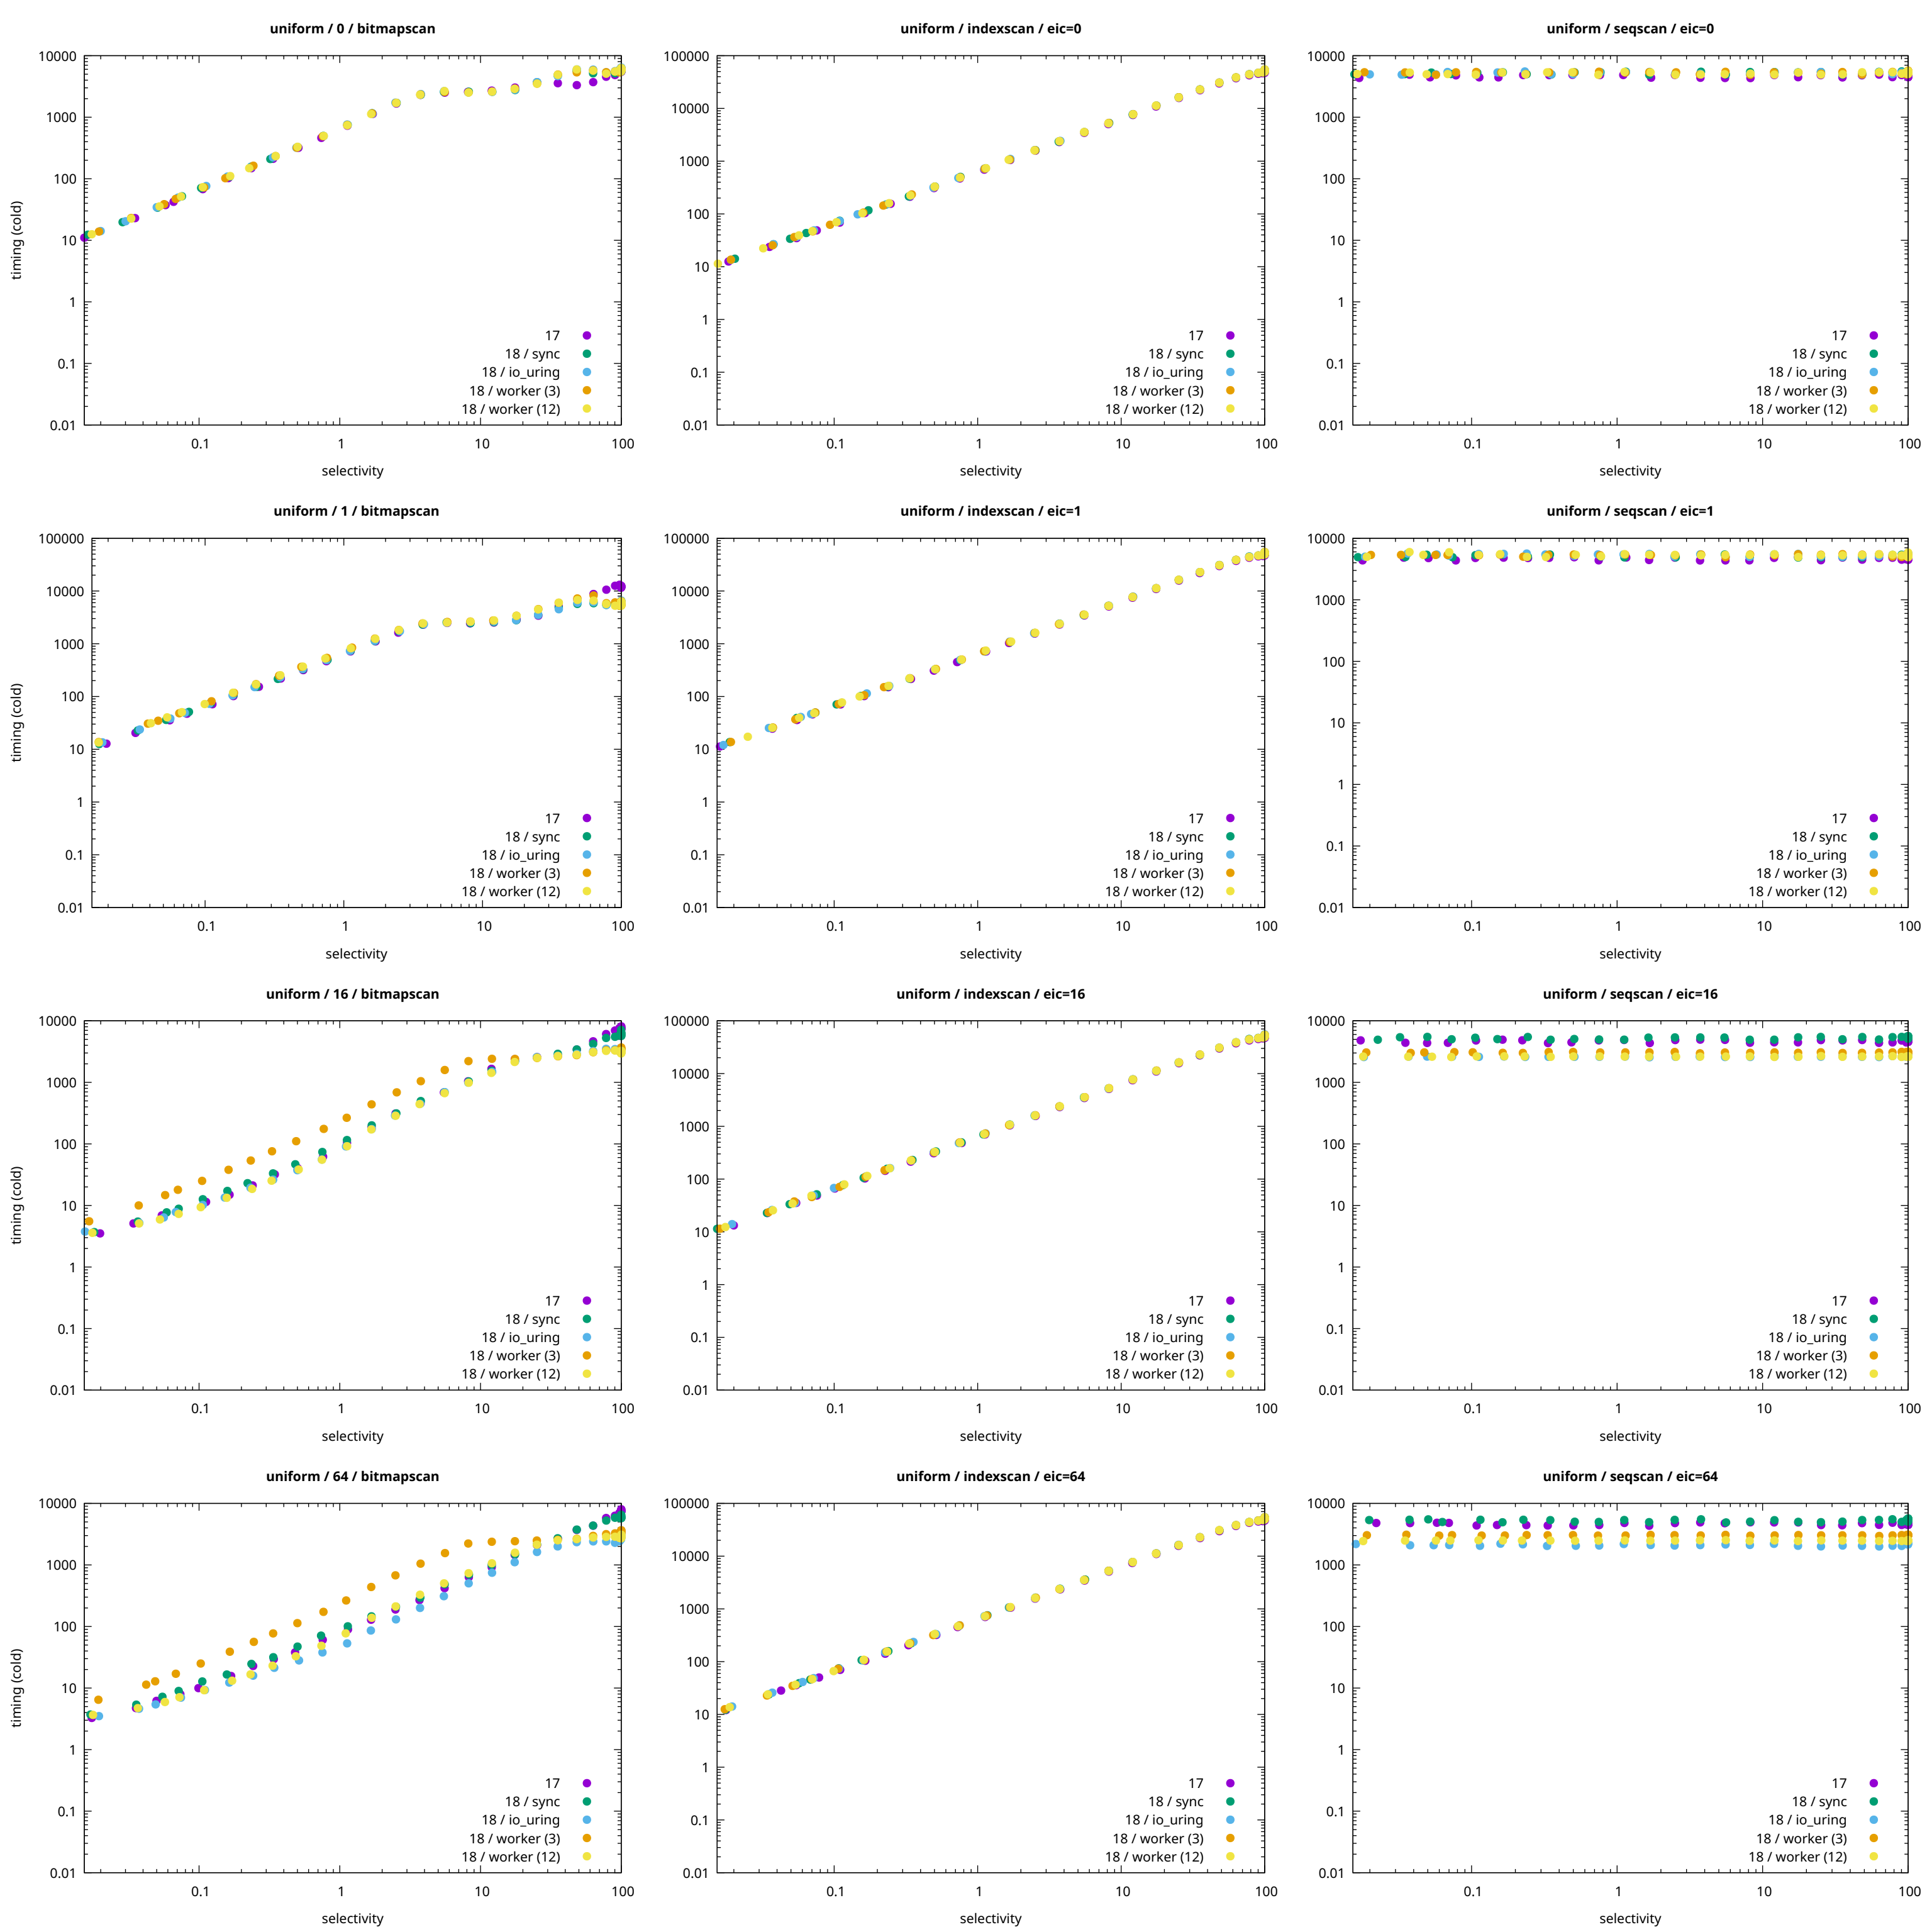 uniform / 0 / bitmapscan
10000
1000
100
10
1
0.1
0.01
timing (cold)
17
18 / sync
18 / io_uring
18 / worker (3)
18 / worker (12)
0.1 1 10 100
selectivity
uniform / indexscan / eic=0
100000
10000
1000
100
10
1
0.1
0.01
17
18 / sync
18 / io_uring
18 / worker (3)
18 / worker (12)
0.1 1 10 100
selectivity
uniform / seqscan / eic=0
10000
1000
100
10
1
0.1
0.01
17
18 / sync
18 / io_uring
18 / worker (3)
18 / worker (12)
0.1 1 10 100
selectivity
uniform / 1 / bitmapscan
100000
10000
1000
100
10
1
0.1
0.01
timing (cold)
17
18 / sync
18 / io_uring
18 / worker (3)
18 / worker (12)
0.1 1 10 100
selectivity
uniform / indexscan / eic=1
100000
10000
1000
100
10
1
0.1
0.01
17
18 / sync
18 / io_uring
18 / worker (3)
18 / worker (12)
0.1 1 10 100
selectivity
uniform / seqscan / eic=1
10000
1000
100
10
1
0.1
0.01
17
18 / sync
18 / io_uring
18 / worker (3)
18 / worker (12)
0.1 1 10 100
selectivity
uniform / 16 / bitmapscan
10000
1000
100
10
1
0.1
0.01
timing (cold)
17
18 / sync
18 / io_uring
18 / worker (3)
18 / worker (12)
0.1 1 10 100
selectivity
uniform / indexscan / eic=16
100000
10000
1000
100
10
1
0.1
0.01
17
18 / sync
18 / io_uring
18 / worker (3)
18 / worker (12)
0.1 1 10 100
selectivity
uniform / seqscan / eic=16
10000
1000
100
10
1
0.1
0.01
17
18 / sync
18 / io_uring
18 / worker (3)
18 / worker (12)
0.1 1 10 100
selectivity
uniform / 64 / bitmapscan
10000
1000
100
10
1
0.1
0.01
timing (cold)
17
18 / sync
18 / io_uring
18 / worker (3)
18 / worker (12)
0.1 1 10 100
selectivity
uniform / indexscan / eic=64
100000
10000
1000
100
10
1
0.1
0.01
17
18 / sync
18 / io_uring
18 / worker (3)
18 / worker (12)
0.1 1 10 100
selectivity
uniform / seqscan / eic=64
10000
1000
100
10
1
0.1
0.01
17
18 / sync
18 / io_uring
18 / worker (3)
18 / worker (12)
0.1 1 10 100
selectivity